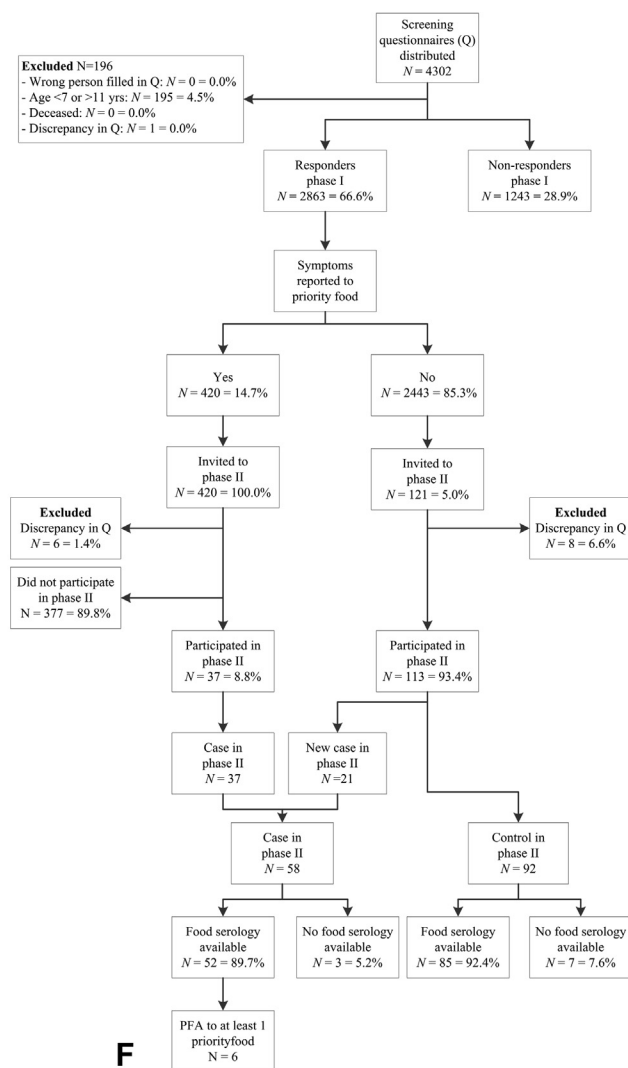 Screening
questionnaires (Q)
distributed
N = 4302
Excluded N=196
- Wrong person filled in Q: N = 0 = 0.0%
- Age <7 or >11 yrs: N = 195 = 4.5%
- Deceased: N = 0 = 0.0%
- Discrepancy in Q: N = 1 = 0.0%
Responders
phase I
N = 2863 = 66.6%
Non-responders
phase I
N = 1243 = 28.9%
Symptoms
reported to
priority food
Yes
N = 420 = 14.7%
No
N = 2443 = 85.3%
Invited to
phase II
N = 420 = 100.0%
Invited to
phase II
N = 121 = 5.0%
Excluded
Discrepancy in Q
N = 6 = 1.4%
Excluded
Discrepancy in Q
N = 8 = 6.6%
Did not participate
in phase II
N = 377 = 89.8%
Participated in
phase II
N = 37 = 8.8%
Participated in
phase II
N = 113 = 93.4%
Case in
phase II
N = 37
New case in
phase II
N =21
Case in
phase II
N = 58
Control in
phase II
N = 92
Food serology
available
N = 52 = 89.7%
No food serology
available
N = 3 = 5.2%
Food serology
available
N = 85 = 92.4%
No food serology
available
N = 7 = 7.6%
PFA to at least 1
priorityfood
N = 6
F